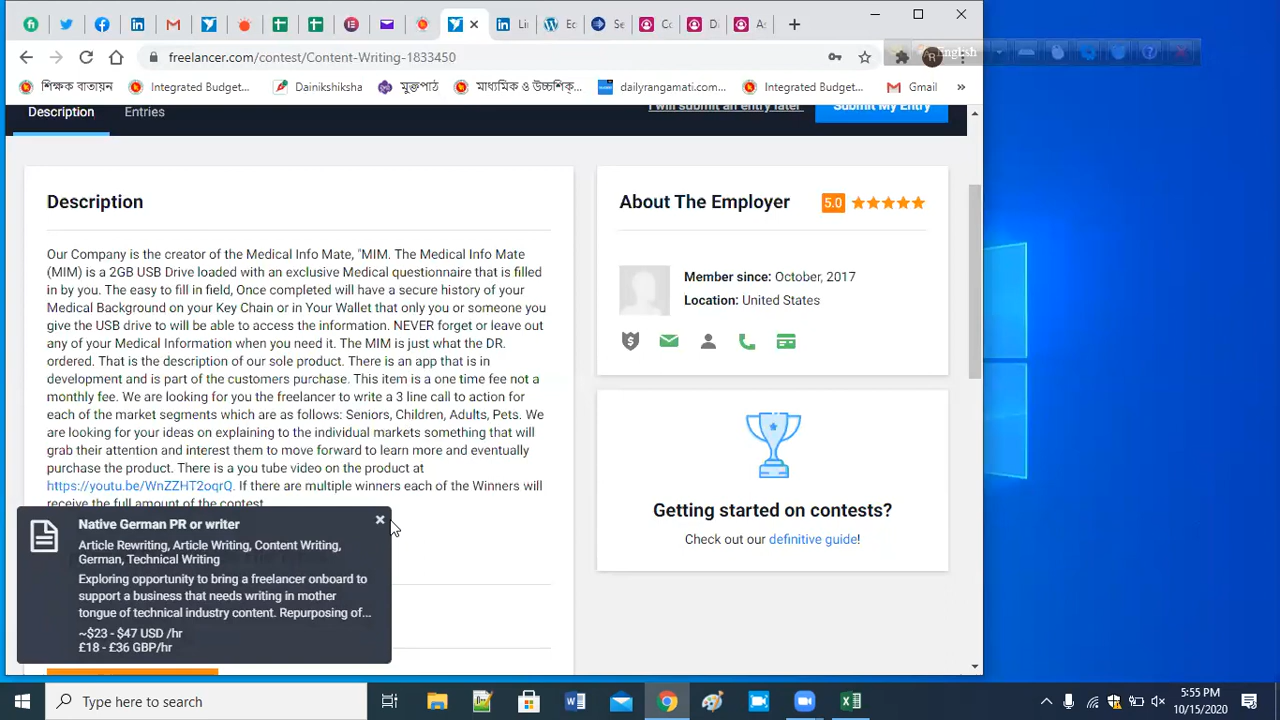 Lin
Ec
Se
Co
D
A
freelancer.com/contest/Content-Writing-1833450
English
শিক্ষক বাতায়ন
Integrated Budget...
Dainikshiksha
মুক্তপাঠ
মাধ্যমিক ও উচ্চশিক্...
dailyrangamati.com...
Integrated Budget...
Gmail
»
Description
Entries
I will submit an entry later
Submit My Entry
Description
Our Company is the creator of the Medical Info Mate, "MIM. The Medical Info Mate
(MIM) is a 2GB USB Drive loaded with an exclusive Medical questionnaire that is filled
in by you. The easy to fill in field, Once completed will have a secure history of your
Medical Background on your Key Chain or in Your Wallet that only you or someone you
give the USB drive to will be able to access the information. NEVER forget or leave out
any of your Medical Information when you need it. The MIM is just what the DR.
ordered. That is the description of our sole product. There is an app that is in
development and is part of the customers purchase. This item is a one time fee not a
monthly fee. We are looking for you the freelancer to write a 3 line call to action for
each of the market segments which are as follows: Seniors, Children, Adults, Pets. We
are looking for your ideas on explaining to the individual markets something that will
grab their attention and interest them to move forward to learn more and eventually
purchase the product. There is a you tube video on the product at
https://youtu.be/WnZZHT2oqrQ. If there are multiple winners each of the Winners will
receive the full amount of the contest.
Native German PR or writer
Article Rewriting, Article Writing, Content Writing,
German, Technical Writing
Exploring opportunity to bring a freelancer onboard to
support a business that needs writing in mother
tongue of technical industry content. Repurposing of...
~$23 - $47 USD /hr
£18 - £36 GBP/hr
About The Employer
5.0
Member since: October, 2017
Location: United States
Getting started on contests?
Check out our definitive guide!
Type here to search
5:55 PM
10/15/2020